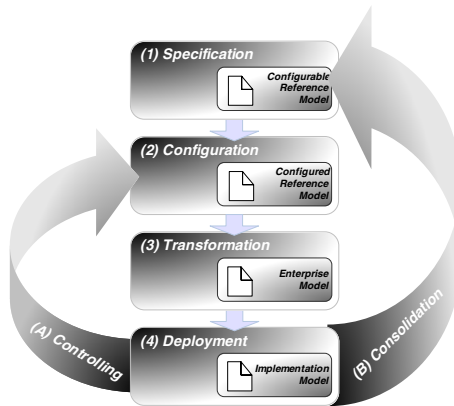 (1) Specification
Configurable
Reference
Model
(2) Configuration
Configured
Reference
Model
(3) Transformation
Enterprise
Model
(4) Deployment
Implementation
Model
(A) Controlling
(B) Consolidation